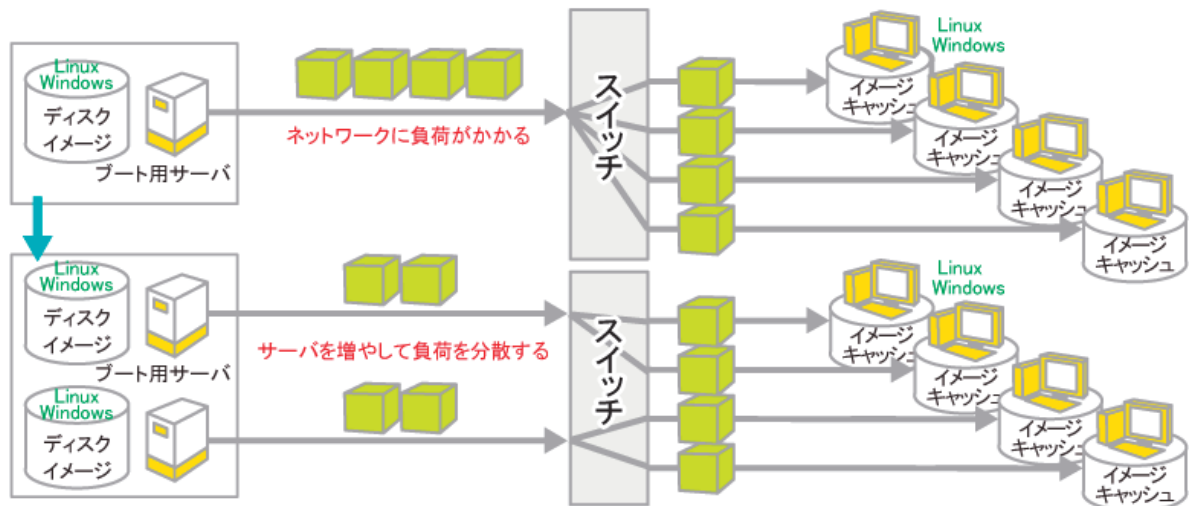 Linux
Windows
ディスク
イメージ
ブート用サーバ
ネットワークに負荷がかかる
スイッチ
Linux
Windows
イメージ
キャッシュ
イメージ
キャッシュ
イメージ
キャッシュ
イメージ
キャッシュ
Linux
Windows
ディスク
イメージ
ブート用サーバ
Linux
Windows
ディスク
イメージ
サーバを増やして負荷を分散する
スイッチ
Linux
Windows
イメージ
キャッシュ
イメージ
キャッシュ
イメージ
キャッシュ
イメージ
キャッシュ